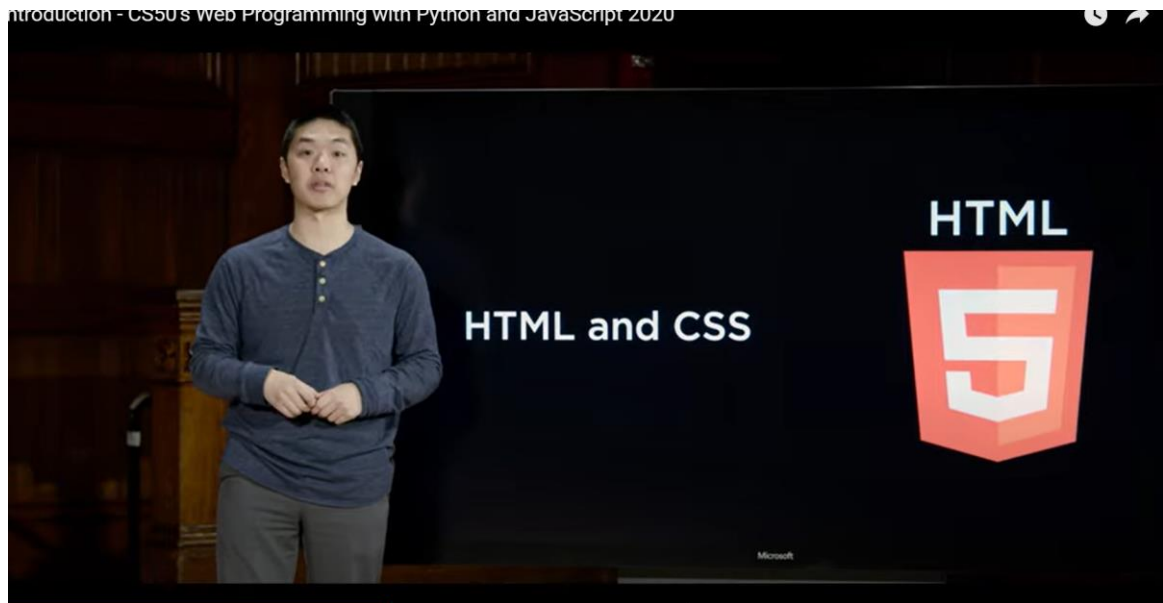 ntroduction - CS50's Web Programming with Python and JavaScript 2020
HTML
HTML and CSS
5
Microsoft